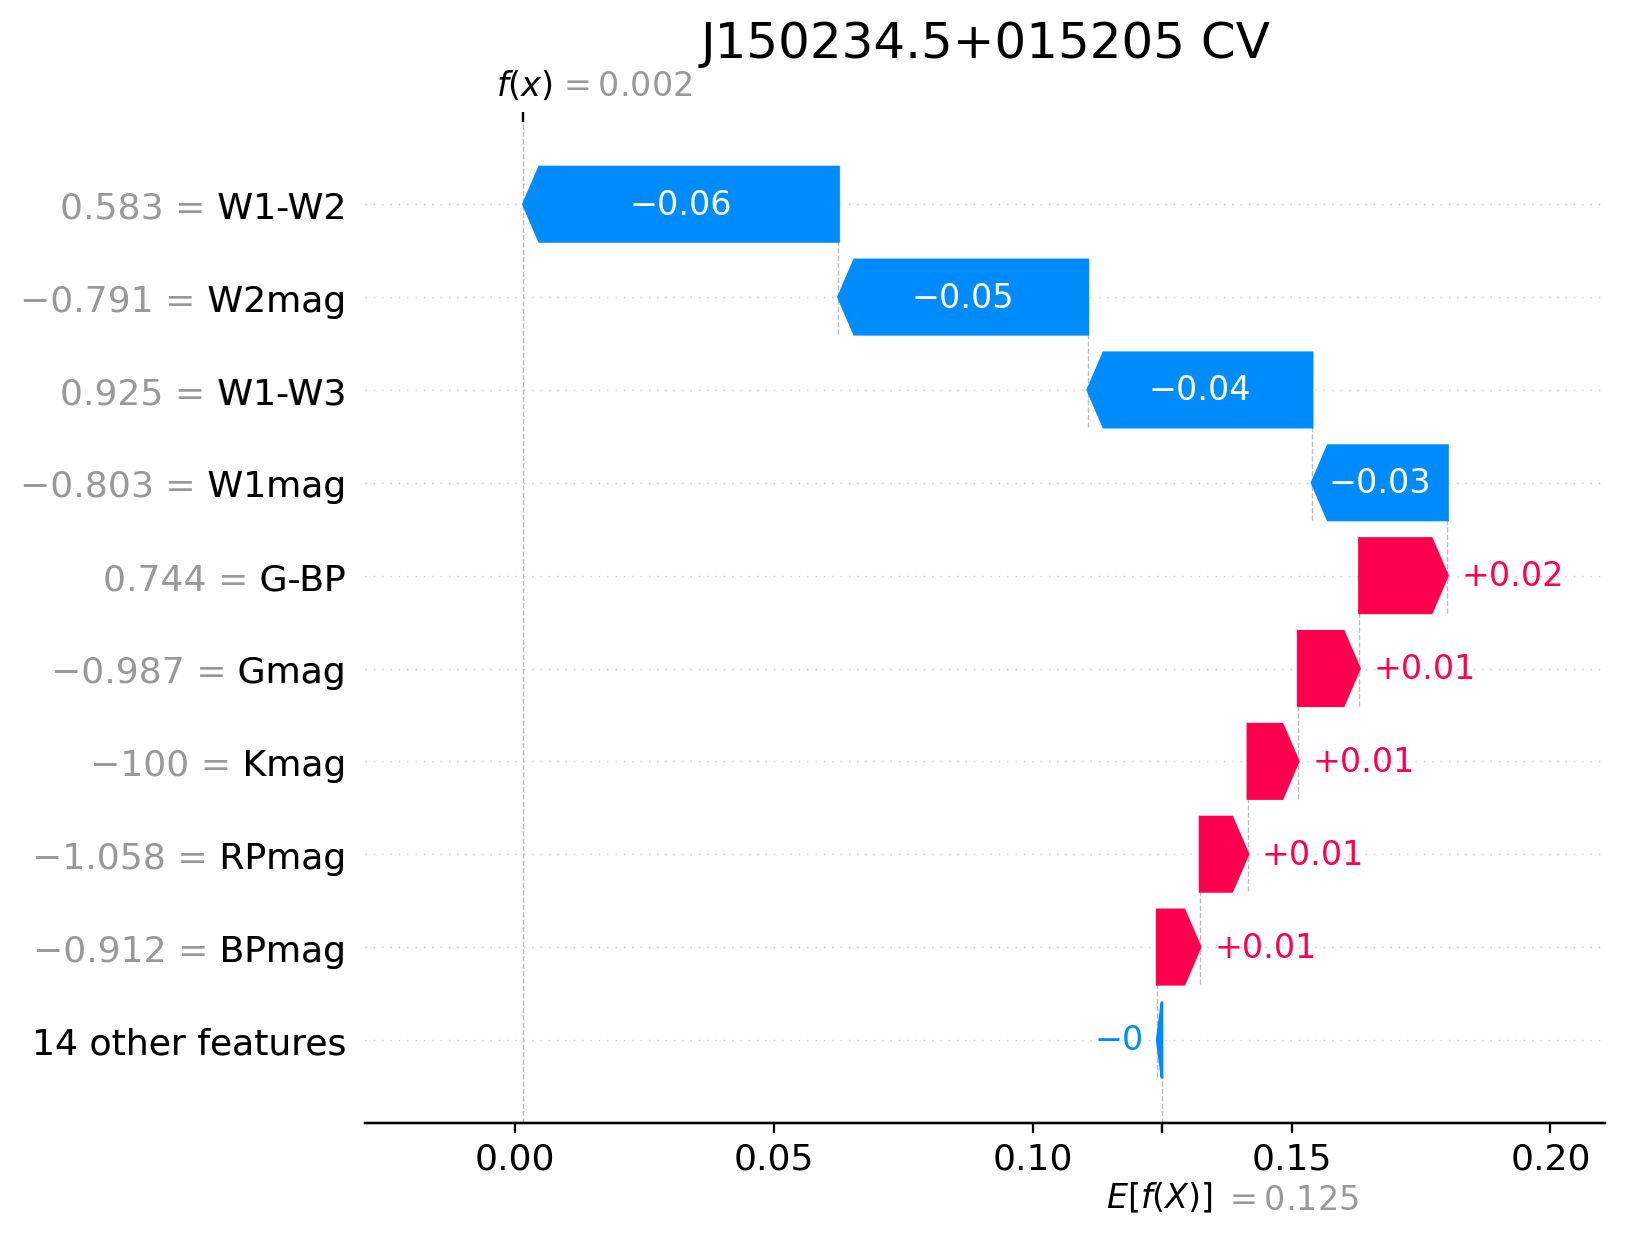 J150234.5+015205 CV
f(x) = 0.002
0.583 = W1-W2
−0.06
−0.791 = W2mag
−0.05
0.925 = W1-W3
−0.04
−0.803 = W1mag
−0.03
0.744 = G-BP
+0.02
−0.987 = Gmag
+0.01
−100 = Kmag
+0.01
−1.058 = RPmag
+0.01
−0.912 = BPmag
+0.01
14 other features
−0
0.00 0.05 0.10 0.15 0.20
E[f(X)] = 0.125